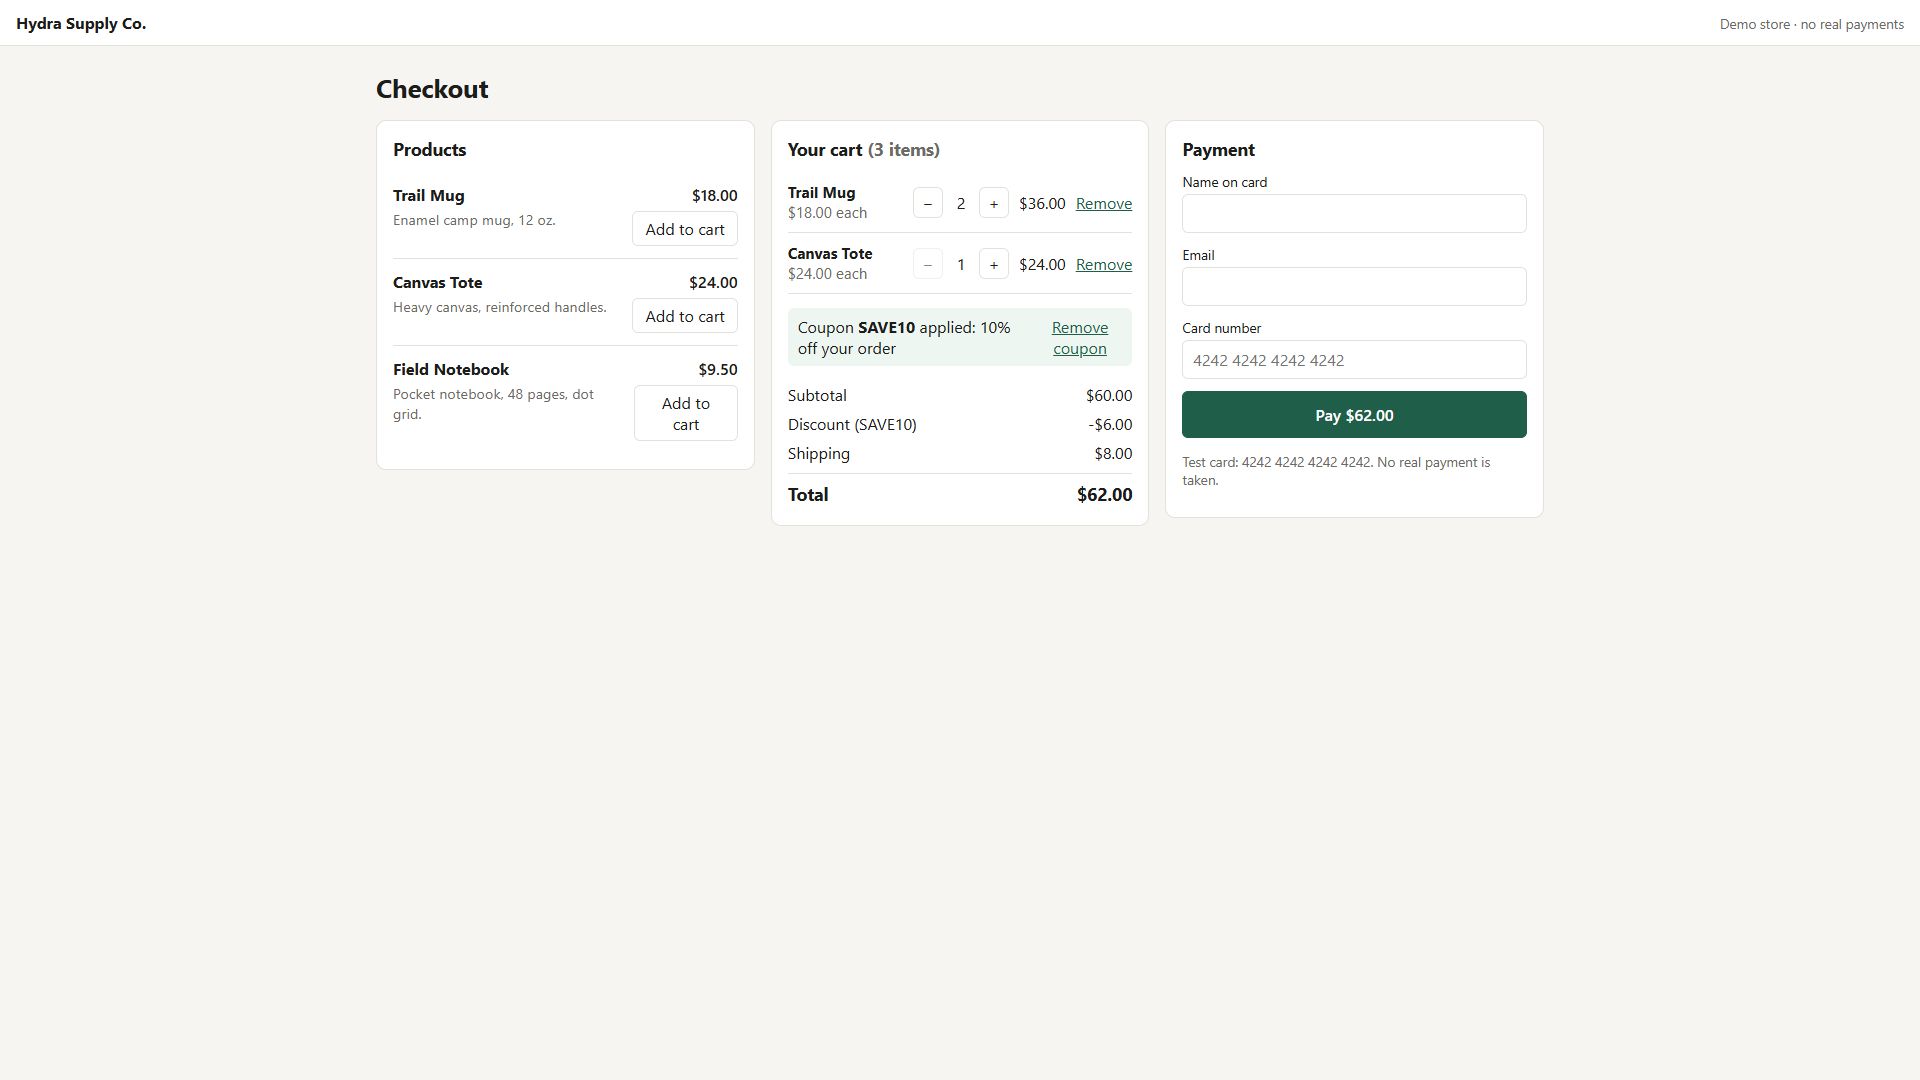 Hydra Supply Co.
Demo store · no real payments
Checkout
Products
Trail Mug
$18.00
Enamel camp mug, 12 oz.
Add to cart
Canvas Tote
$24.00
Heavy canvas, reinforced handles.
Add to cart
Field Notebook
$9.50
Pocket notebook, 48 pages, dot
grid.
Add to
cart
Your cart (3 items)
Trail Mug
$18.00 each
− 2 + $36.00 Remove
Canvas Tote
$24.00 each
− 1 + $24.00 Remove
Coupon SAVE10 applied: 10%
off your order
Remove
coupon
Subtotal $60.00
Discount (SAVE10) -$6.00
Shipping $8.00
Total $62.00
Payment
Name on card
Email
Card number
4242 4242 4242 4242
Pay $62.00
Test card: 4242 4242 4242 4242. No real payment is
taken.